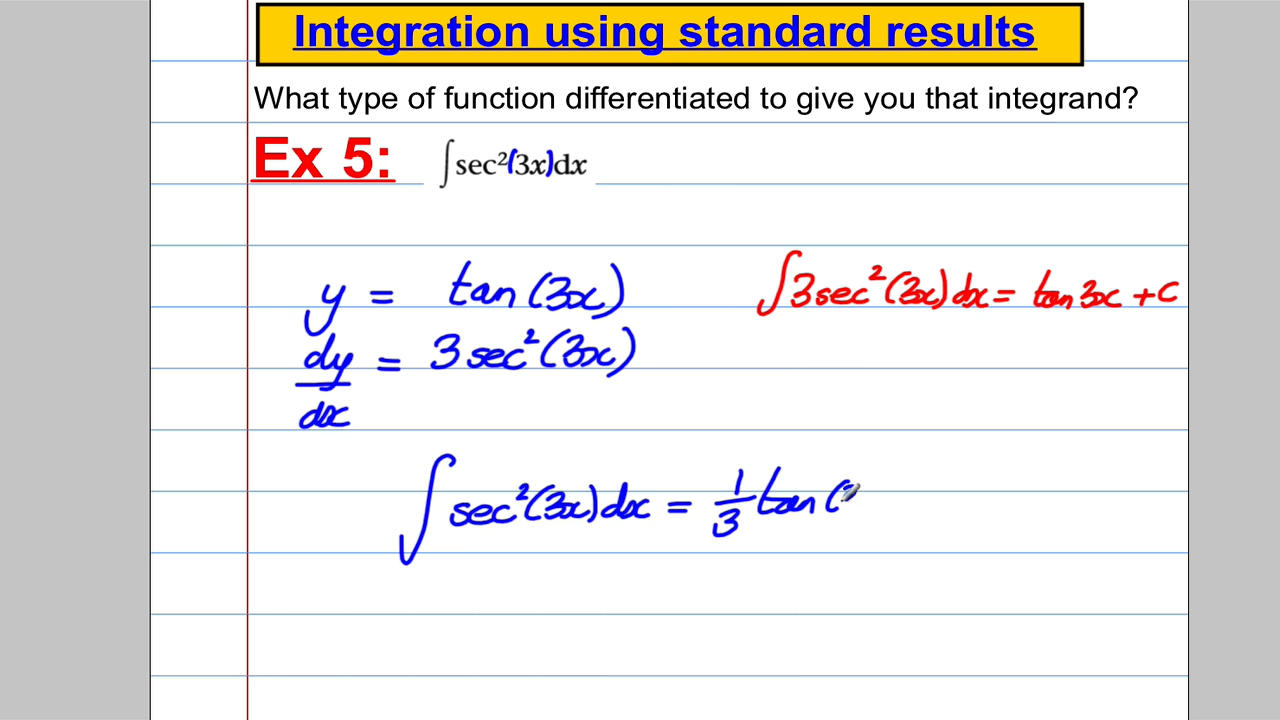 Integration using standard results
What type of function differentiated to give you that integrand?
Ex 5: ∫sec²(3x)dx
y = tan(3x)
∫3sec²(3x)dx = tan3x + c
dy/dx = 3sec²(3x)
∫sec²(3x)dx = 1/3 tan(